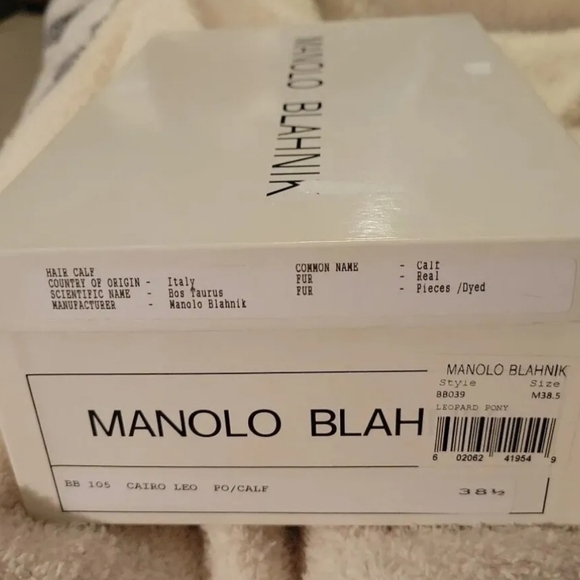 MANOLO BLAHNIK
HAIR CALF
COUNTRY OF ORIGIN - Italy
SCIENTIFIC NAME - Bos Taurus
MANUFACTURER - Manolo Blahnik
COMMON NAME - Calf
FUR - Real
FUR - Pieces /Dyed
MANOLO BLAH
BB 105 CAIRO LEO PO/CALF 38½
MANOLO BLAHNIK
Style Size
BB039 M38.5
LEOPARD PONY
6 02062 41954 9